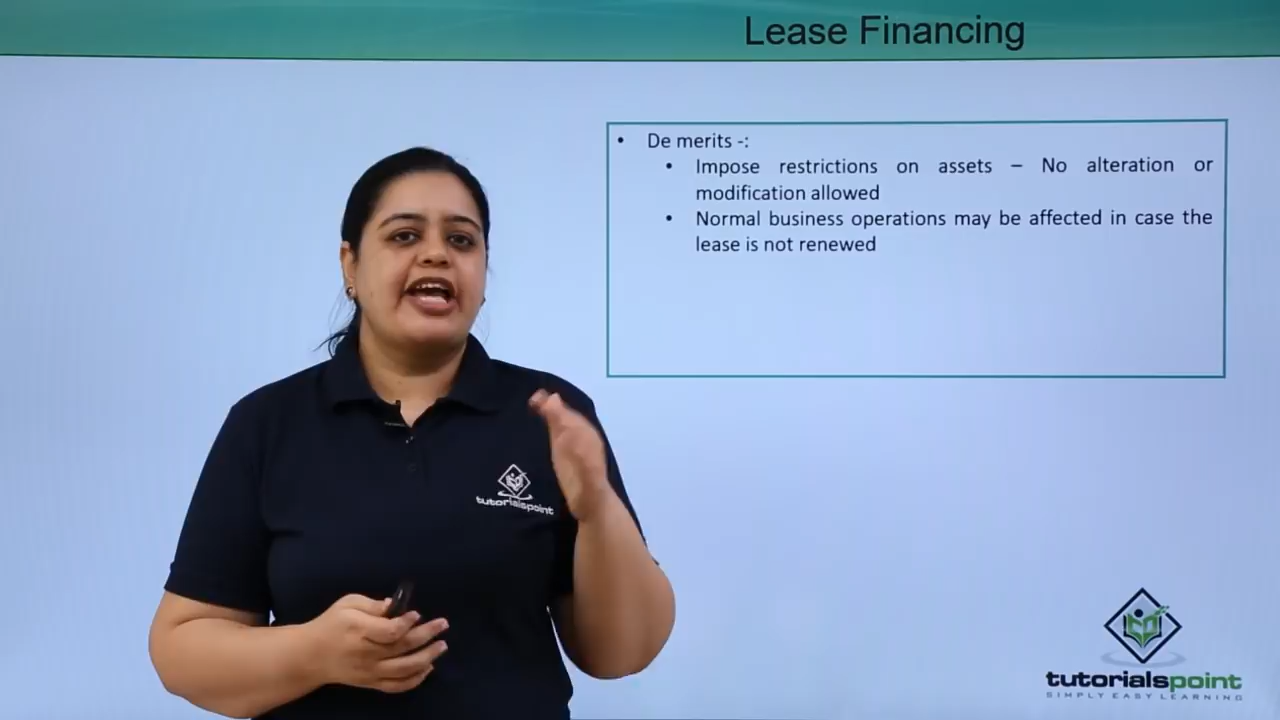 Lease Financing
• De merits -:
• Impose restrictions on assets – No alteration or
modification allowed
• Normal business operations may be affected in case the
lease is not renewed
tutorialspoint
tutorialspoint
SIMPLY EASY LEARNING